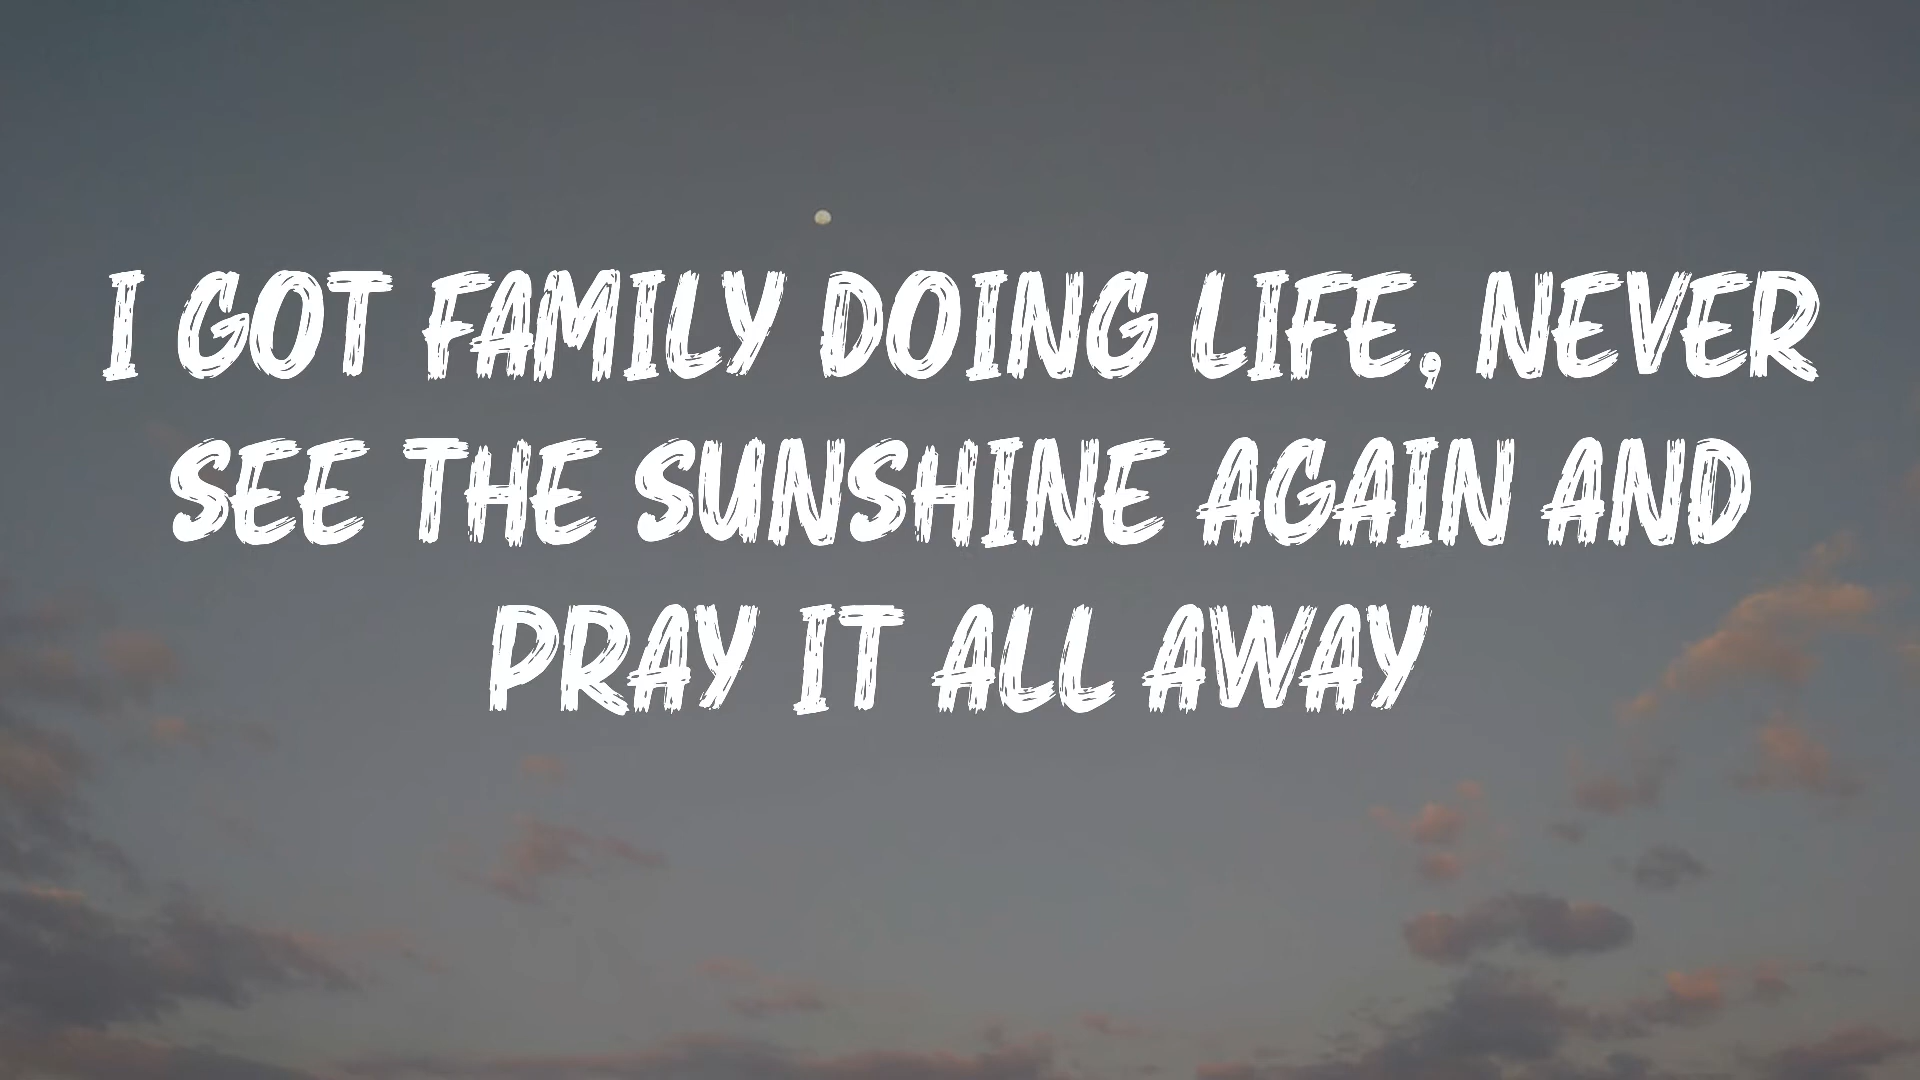 I GOT FAMILY DOING LIFE, NEVER
SEE THE SUNSHINE AGAIN AND
PRAY IT ALL AWAY